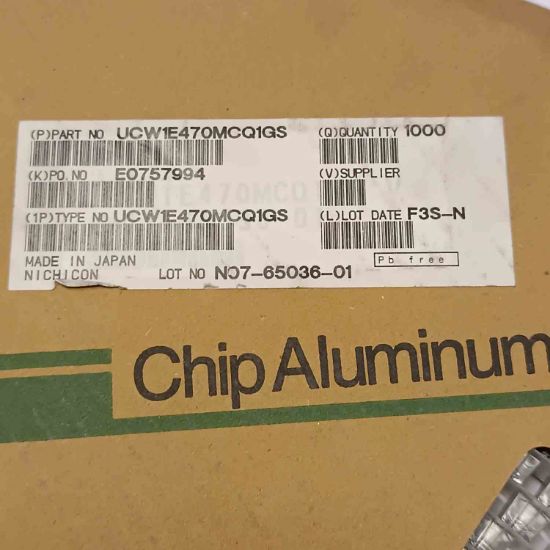 (P)PART NO UCW1E470MCQ1GS (Q)QUANTITY 1000
(K)PO.NO E0757994 (V)SUPPLIER
(1P)TYPE NO UCW1E470MCQ1GS (L)LOT DATE F3S-N
MADE IN JAPAN
NICHICON LOT NO N07-65036-01 Pb free
Chip Aluminum